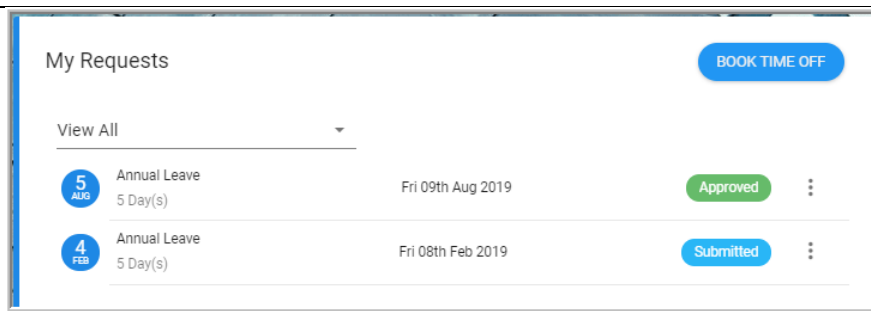 My Requests
BOOK TIME OFF
View All
5
AUG
Annual Leave
5 Day(s)
Fri 09th Aug 2019
Approved
4
FEB
Annual Leave
5 Day(s)
Fri 08th Feb 2019
Submitted